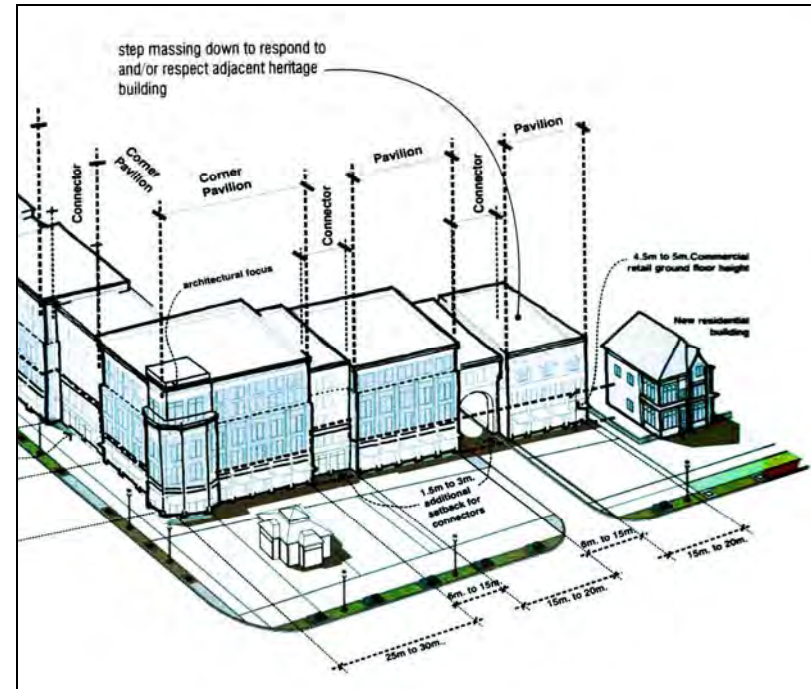 step massing down to respond to
and/or respect adjacent heritage
building
Pavilion
Pavilion
Corner
Pavilion
Corner
Pavilion
Connector
Connector
Connector
architectural focus
4.5m to 5m.Commercial
retail ground floor height
New residential
building
1.5m to 3m.
additional
setback for
connectors
6m. to 15m.
15m. to 20m.
6m. to 15m.
15m. to 20m.
25m to 30m..